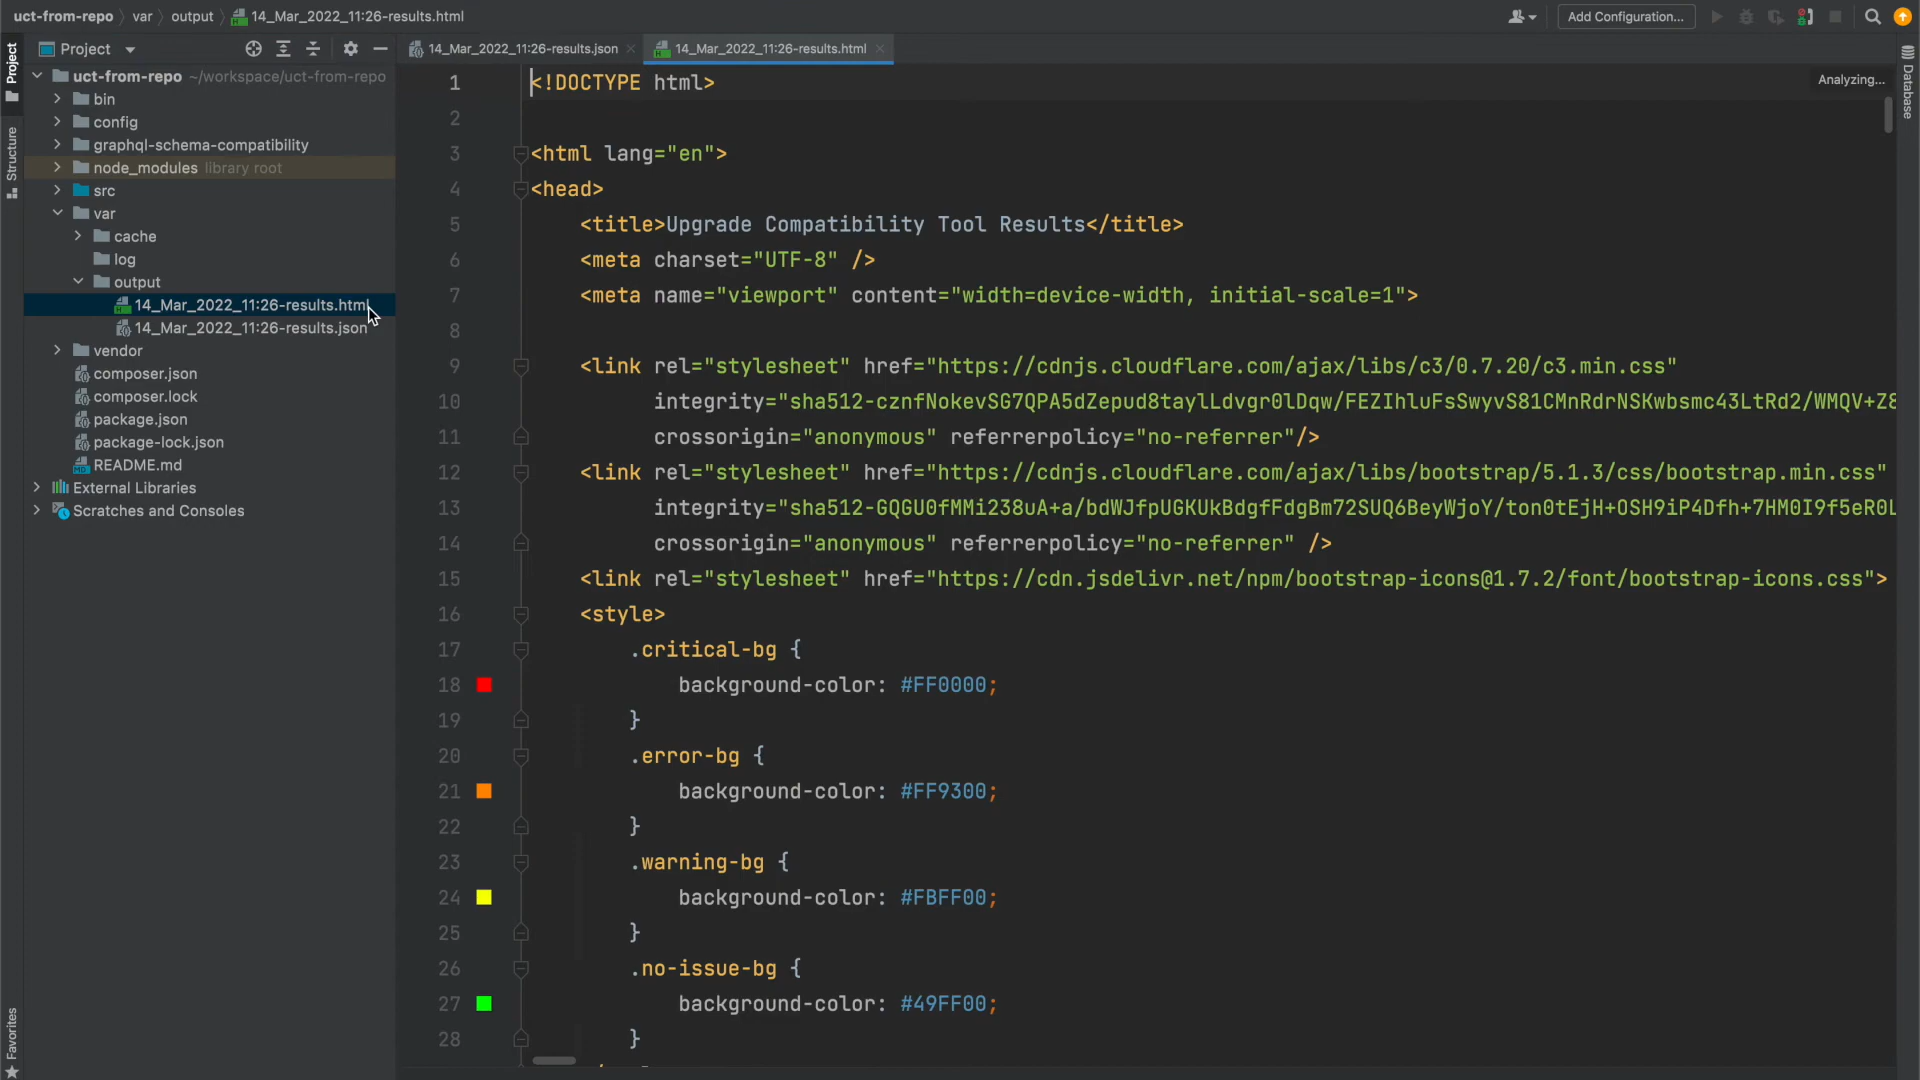 uct-from-repo var output 14_Mar_2022_11:26-results.html
Add Configuration...
Project
14_Mar_2022_11:26-results.json
14_Mar_2022_11:26-results.html
Project
Structure
Favorites
Database
Analyzing...
uct-from-repo ~/workspace/uct-from-repo
bin
config
graphql-schema-compatibility
node_modules library root
src
var
cache
log
output
14_Mar_2022_11:26-results.html
14_Mar_2022_11:26-results.json
vendor
composer.json
composer.lock
package.json
package-lock.json
README.md
External Libraries
Scratches and Consoles
1 <!DOCTYPE html>
2
3 <html lang="en">
4 <head>
5 <title>Upgrade Compatibility Tool Results</title>
6 <meta charset="UTF-8" />
7 <meta name="viewport" content="width=device-width, initial-scale=1">
8
9 <link rel="stylesheet" href="https://cdnjs.cloudflare.com/ajax/libs/c3/0.7.20/c3.min.css"
10 integrity="sha512-cznfNokevSG7QPA5dZepud8taylLdvgr0lDqw/FEZIhluFsSwyvS81CMnRdrNSKwbsmc43LtRd2/WMQV+Z8
11 crossorigin="anonymous" referrerpolicy="no-referrer"/>
12 <link rel="stylesheet" href="https://cdnjs.cloudflare.com/ajax/libs/bootstrap/5.1.3/css/bootstrap.min.css"
13 integrity="sha512-GQGU0fMMi238uA+a/bdWJfpUGKUkBdgfFdgBm72SUQ6BeyWjoY/ton0tEjH+OSH9iP4Dfh+7HM0I9f5eR0L
14 crossorigin="anonymous" referrerpolicy="no-referrer" />
15 <link rel="stylesheet" href="https://cdn.jsdelivr.net/npm/bootstrap-icons@1.7.2/font/bootstrap-icons.css">
16 <style>
17 .critical-bg {
18 background-color: #FF0000;
19 }
20 .error-bg {
21 background-color: #FF9300;
22 }
23 .warning-bg {
24 background-color: #FBFF00;
25 }
26 .no-issue-bg {
27 background-color: #49FF00;
28 }